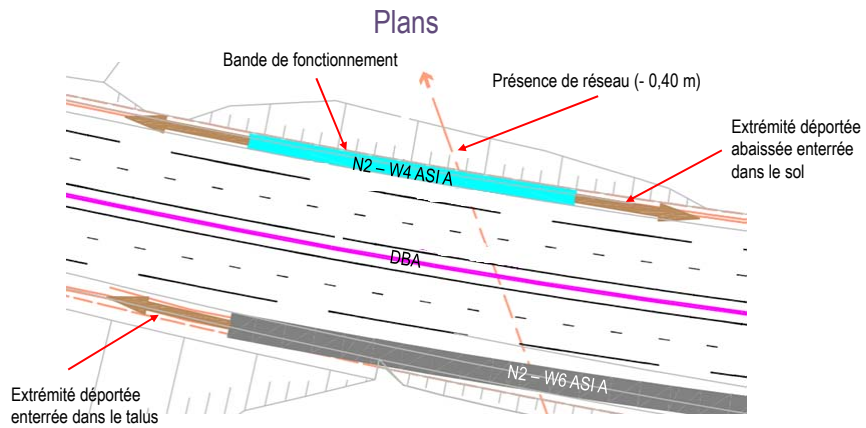 Plans
Bande de fonctionnement
Présence de réseau (- 0,40 m)
Extrémité déportée
abaissée enterrée
dans le sol
N2 – W4 ASI A
DBA
N2 – W6 ASI A
Extrémité déportée
enterrée dans le talus